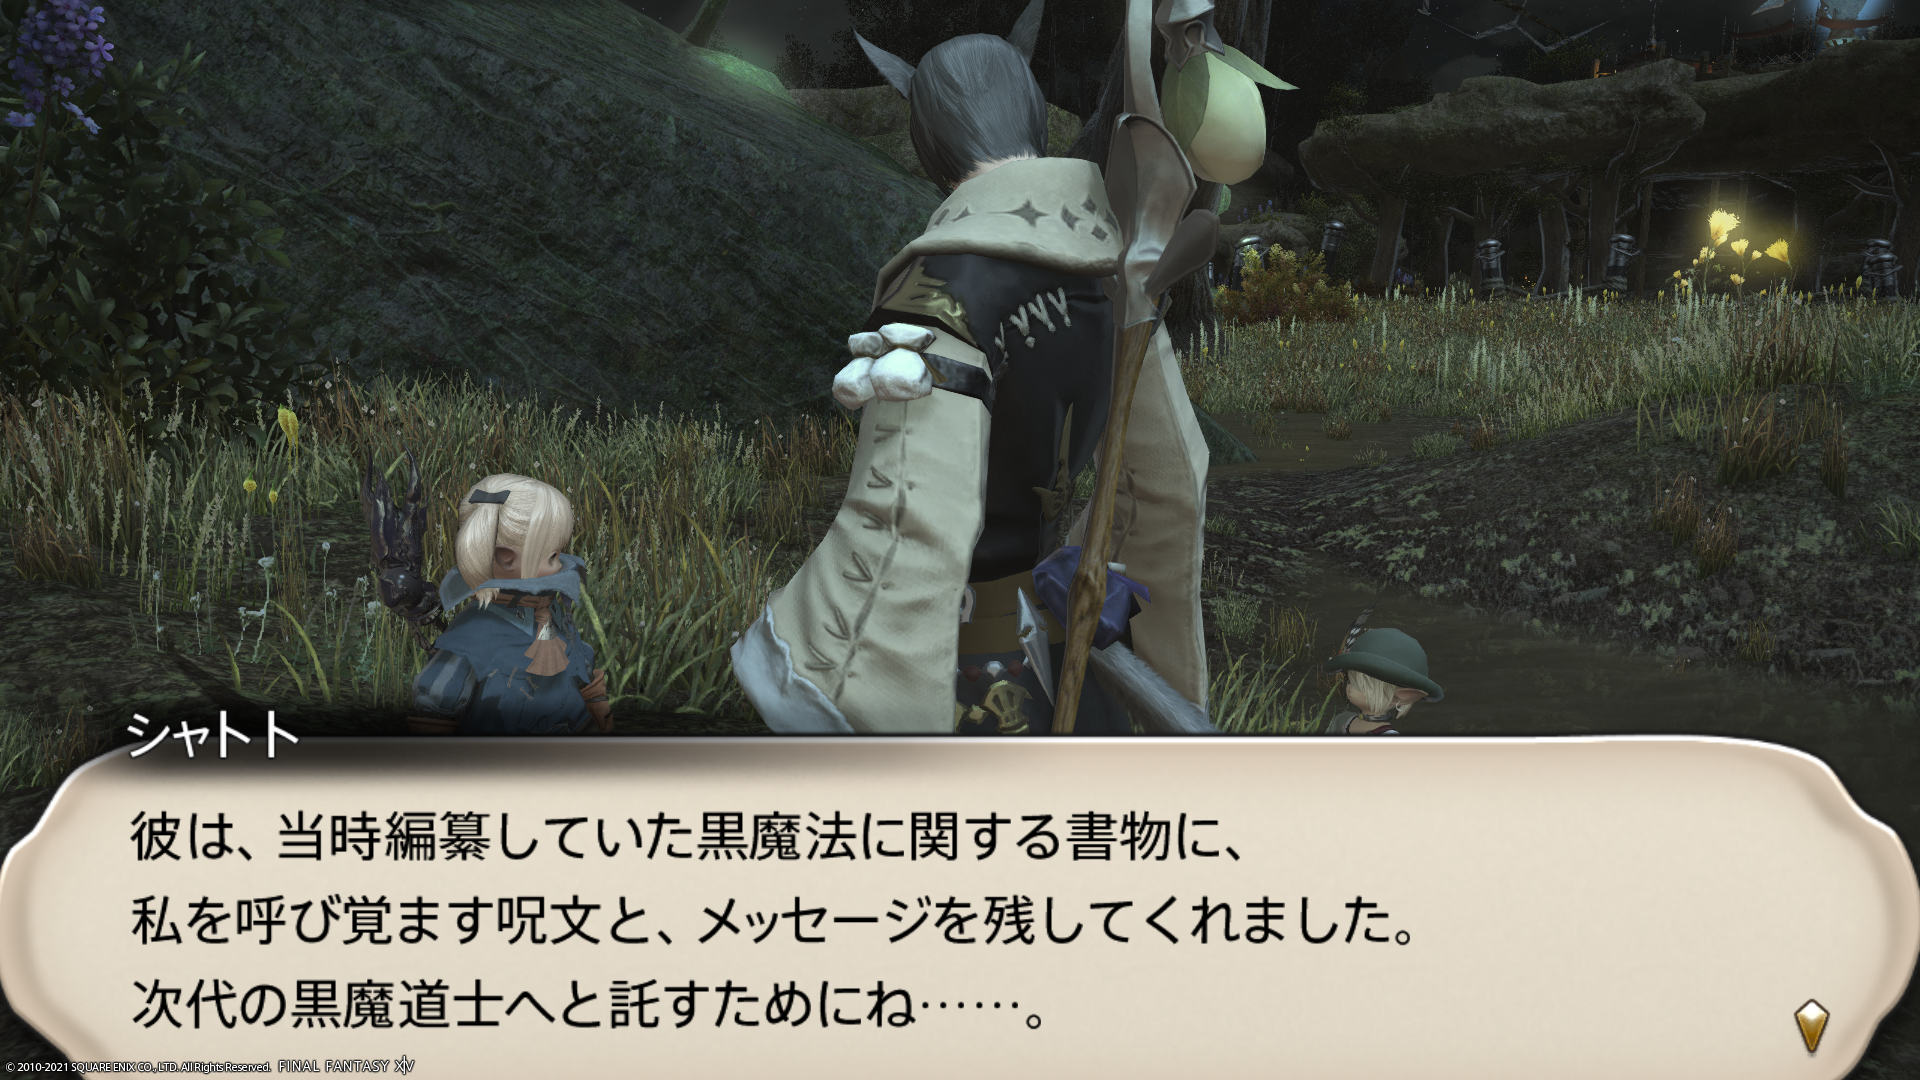 シャトト
彼は、当時編纂していた黒魔法に関する書物に、
私を呼び覚ます呪文と、メッセージを残してくれました。
次代の黒魔道士へと託すためにね……。
© 2010-2021 SQUARE ENIX CO., LTD. All Rights Reserved. FINAL FANTASY XIV